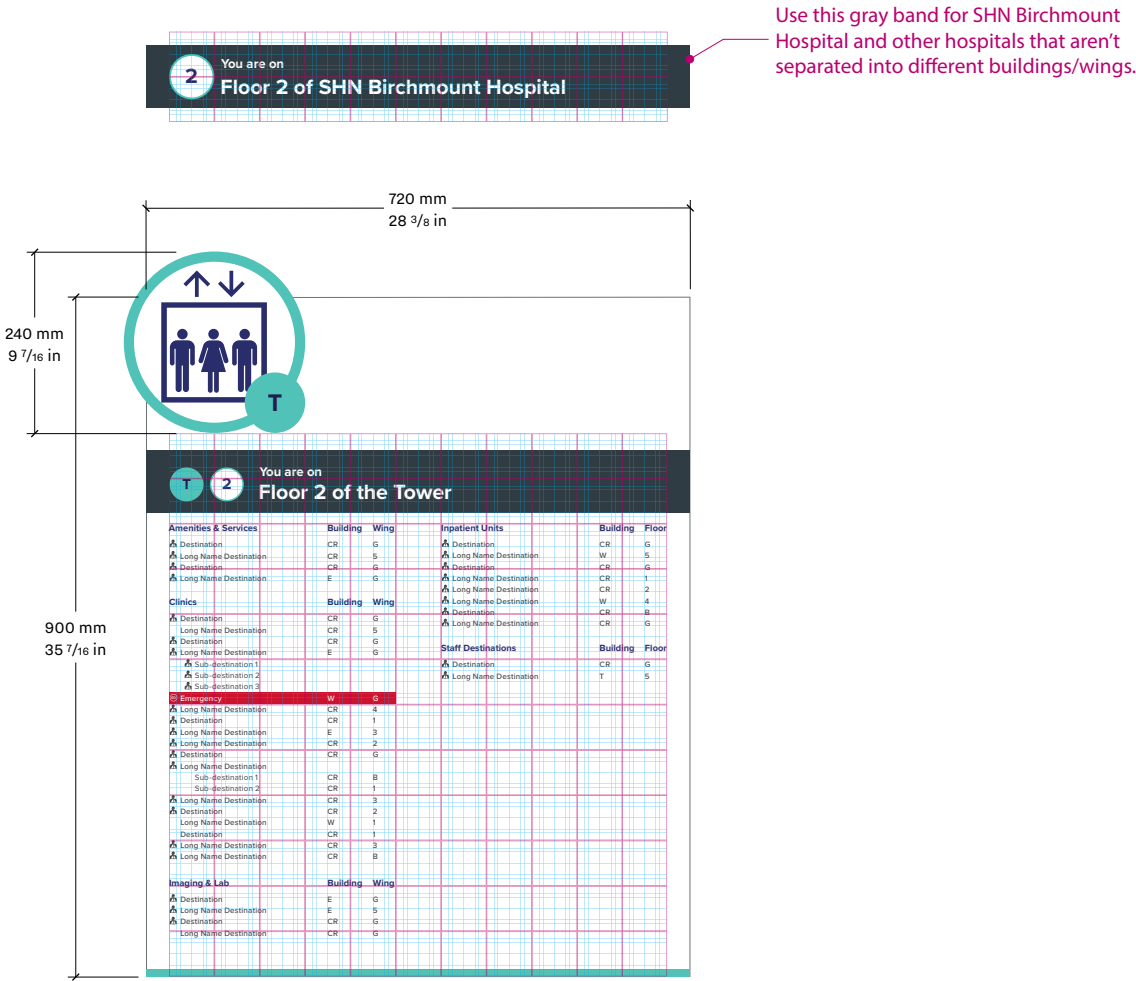 Use this gray band for SHN Birchmount
Hospital and other hospitals that aren't
separated into different buildings/wings.
2
You are on
Floor 2 of SHN Birchmount Hospital
720 mm
28 3/8 in
240 mm
9 7/16 in
T
900 mm
35 7/16 in
T 2
You are on
Floor 2 of the Tower
Amenities & Services Building Wing
Destination CR G
Long Name Destination CR 5
Destination CR G
Long Name Destination E G
Clinics Building Wing
Destination CR G
Long Name Destination CR 5
Destination CR G
Long Name Destination E G
Sub-destination 1
Sub-destination 2
Sub-destination 3
Emergency W G
Long Name Destination CR 4
Destination CR 1
Long Name Destination E 3
Long Name Destination CR 2
Destination CR G
Long Name Destination
Sub-destination 1 CR B
Sub-destination 2 CR 1
Long Name Destination CR 3
Destination CR 2
Long Name Destination W 1
Destination CR 1
Long Name Destination CR 3
Long Name Destination CR B
Imaging & Lab Building Wing
Destination E G
Long Name Destination E 5
Destination CR G
Long Name Destination CR G
Inpatient Units Building Floor
Destination CR G
Long Name Destination W 5
Destination CR G
Long Name Destination CR 1
Long Name Destination CR 2
Long Name Destination W 4
Destination CR B
Long Name Destination CR G
Staff Destinations Building Floor
Destination CR G
Long Name Destination T 5